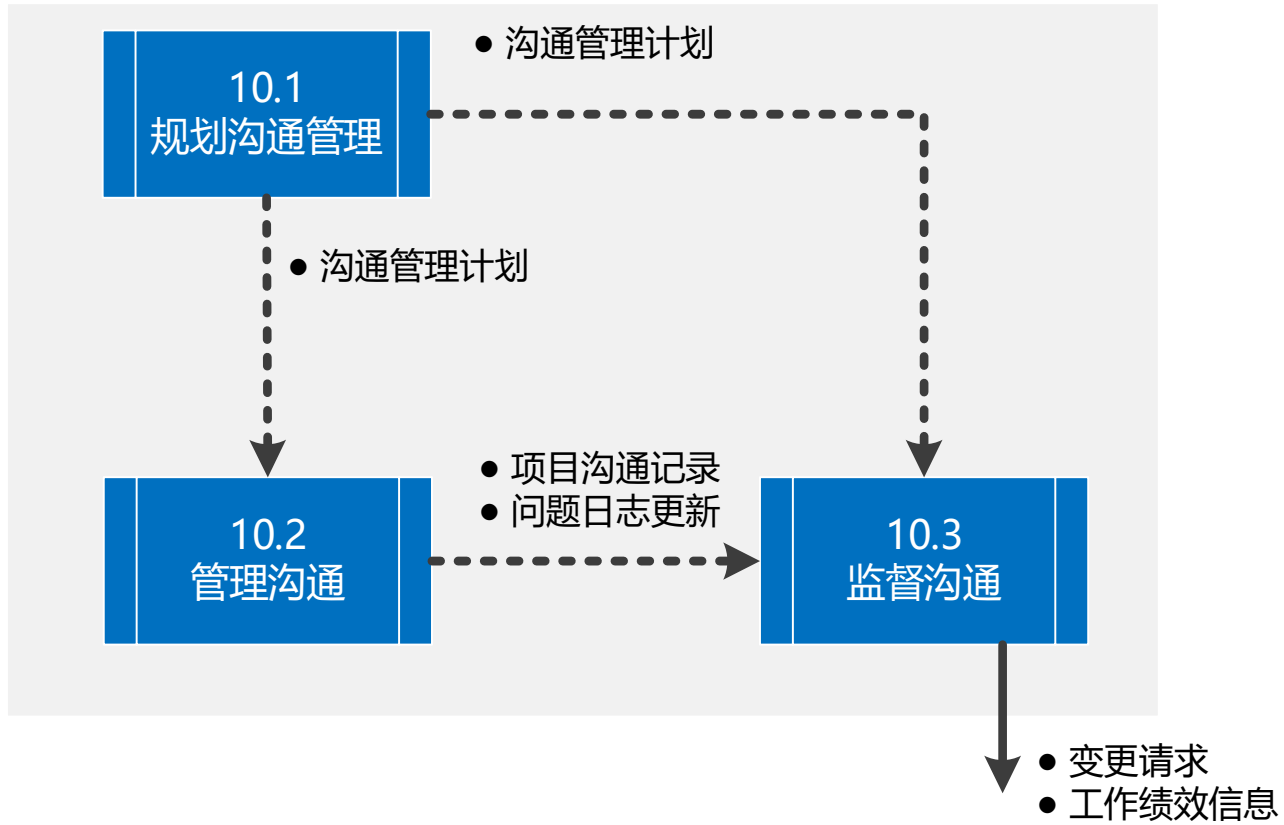 ● 沟通管理计划
10.1
规划沟通管理
● 沟通管理计划
● 项目沟通记录
● 问题日志更新
10.2
管理沟通
10.3
监督沟通
● 变更请求
● 工作绩效信息